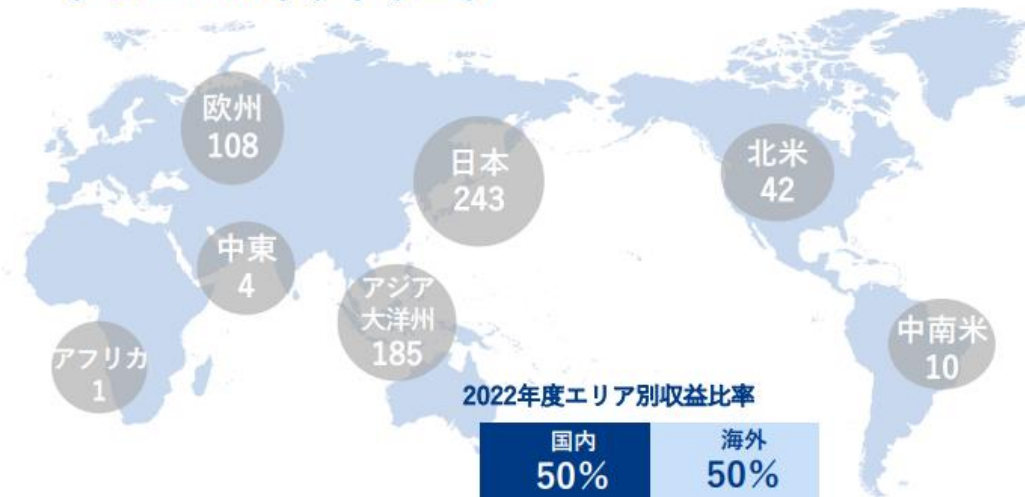 欧州
108
日本
243
北米
42
中東
4
アジア
大洋州
185
アフリカ
1
中南米
10
2022年度エリア別収益比率
国内
50%
海外
50%